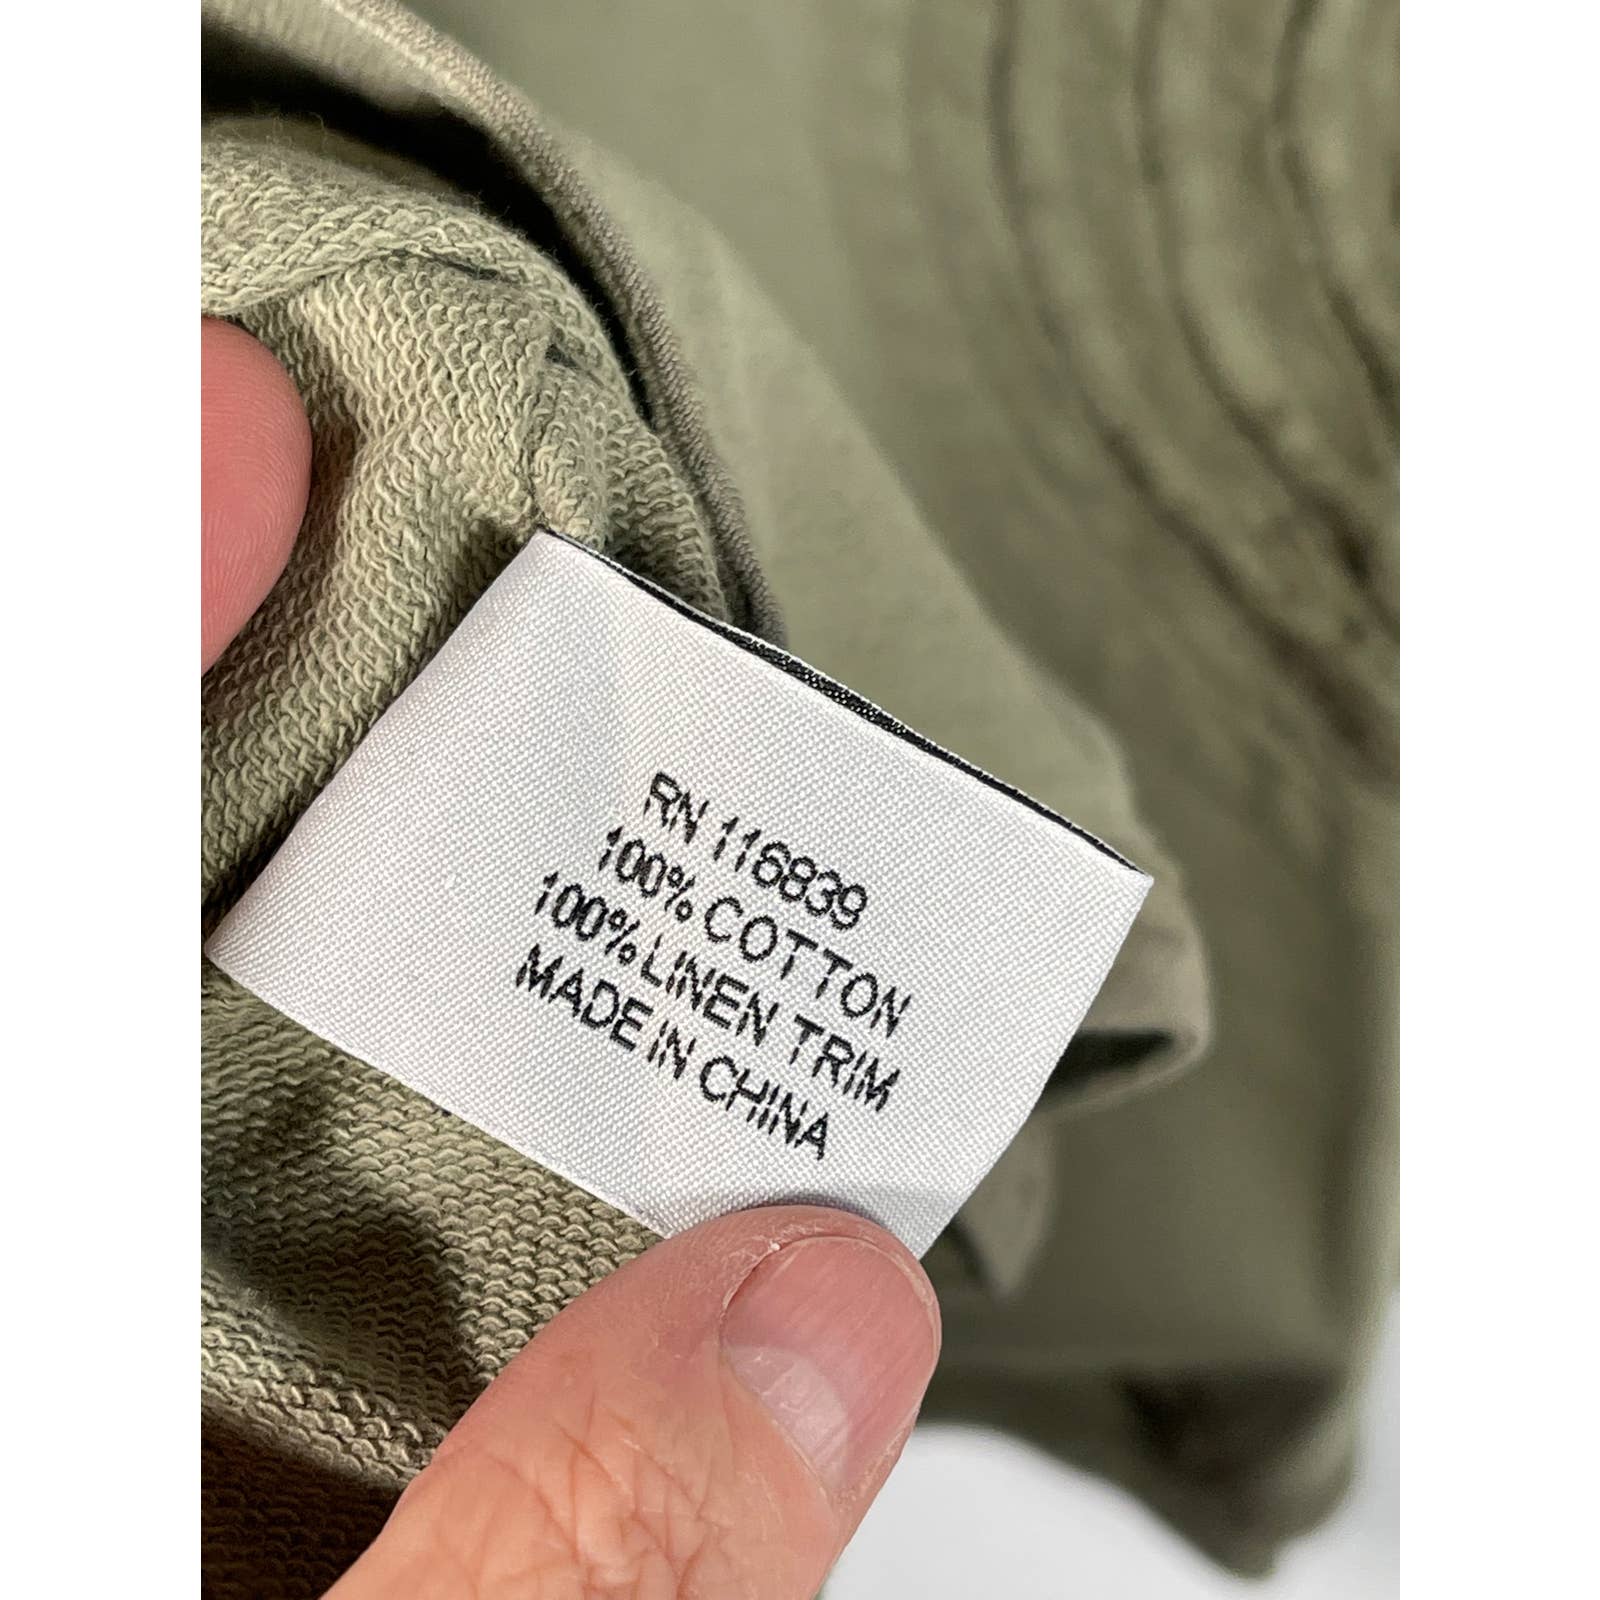 RN 116839
100% COTTON
100% LINEN TRIM
MADE IN CHINA